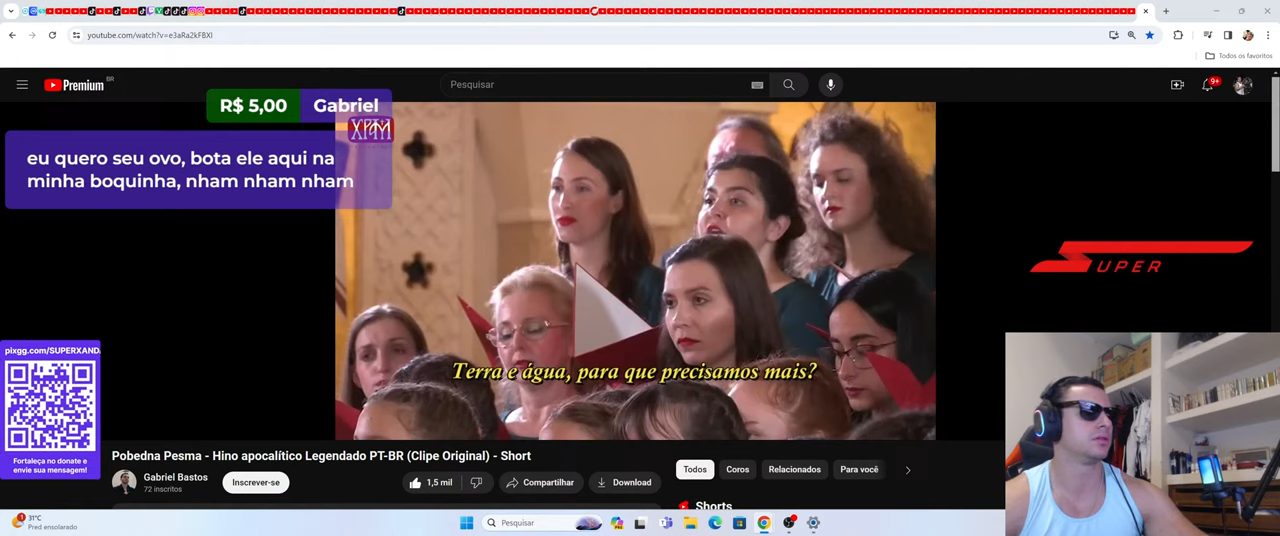 youtube.com/watch?v=e3aRa2kFBXI
Todos os favoritos
Premium BR
Pesquisar
9+
R$ 5,00 Gabriel
eu quero seu ovo, bota ele aqui na
minha boquinha, nham nham nham
SUPER
pixgg.com/SUPERXAND
Fortaleça no donate e
envie sua mensagem!
Terra e água, para que precisamos mais?
Pobedna Pesma - Hino apocalítico Legendado PT-BR (Clipe Original) - Short
Gabriel Bastos
72 inscritos
Inscrever-se
1,5 mil
Compartilhar
Download
Todos
Coros
Relacionados
Para você
Shorts
1
31°C
Pred ensolarado
Pesquisar